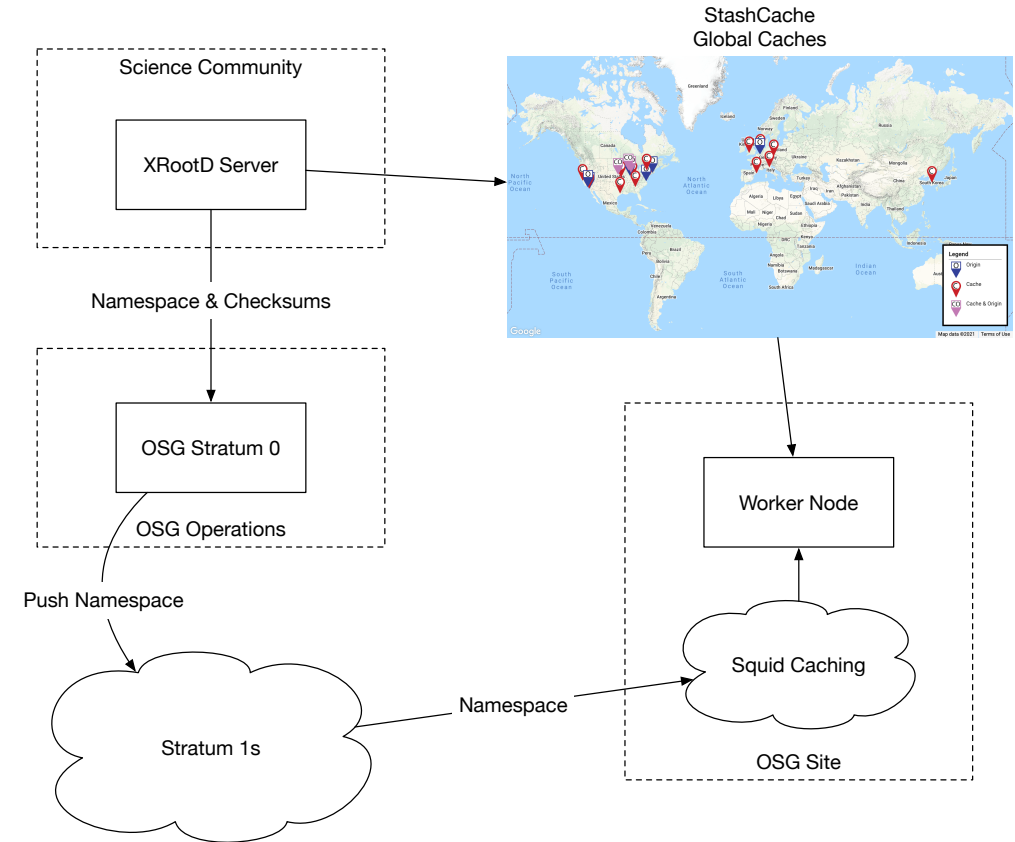 StashCache
Global Caches
Science Community
XRootD Server
Greenland
Iceland
Finland
Sweden
Norway
Russia
Canada
Ukraine
Kazakhstan
Mongolia
Spain
Italy
Turkey
North
Pacific
Ocean
United States
North
Atlantic
Ocean
Iraq
Iran
Afghanistan
Pakistan
China
South Korea
Japan
Mexico
Algeria
Libya
Egypt
Saudi Arabia
India
Mali
Niger
Chad
Sudan
Thailand
Nigeria
Ethiopia
Venezuela
Colombia
Kenya
DRC
Tanzania
Indonesia
Brazil
Peru
Bolivia
Angola
Namibia
Botswana
Madagascar
South
Pacific
Ocean
Chile
South
Atlantic
Ocean
Indian
Ocean
South Africa
Argentina
Legend
O Origin
C Cache
CO Cache & Origin
Google
Map data ©2021
Terms of Use
Namespace & Checksums
OSG Stratum 0
OSG Operations
Worker Node
Push Namespace
Squid Caching
Namespace
Stratum 1s
OSG Site